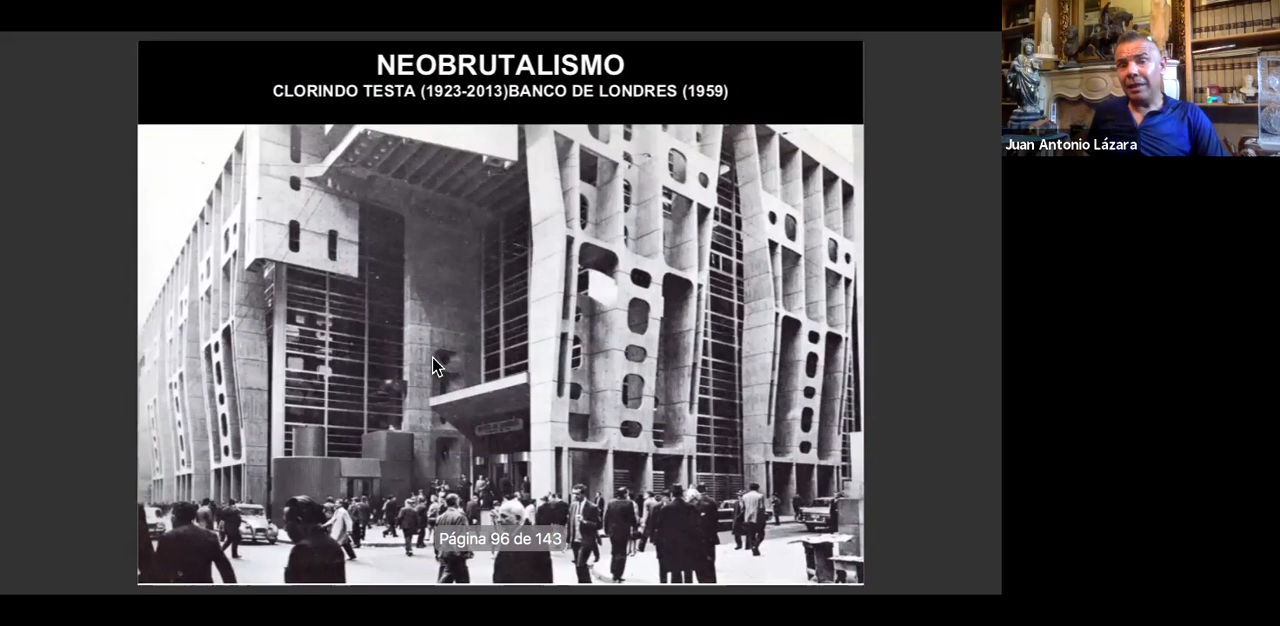 NEOBRUTALISMO
CLORINDO TESTA (1923-2013)BANCO DE LONDRES (1959)
Juan Antonio Lázara
Página 96 de 143